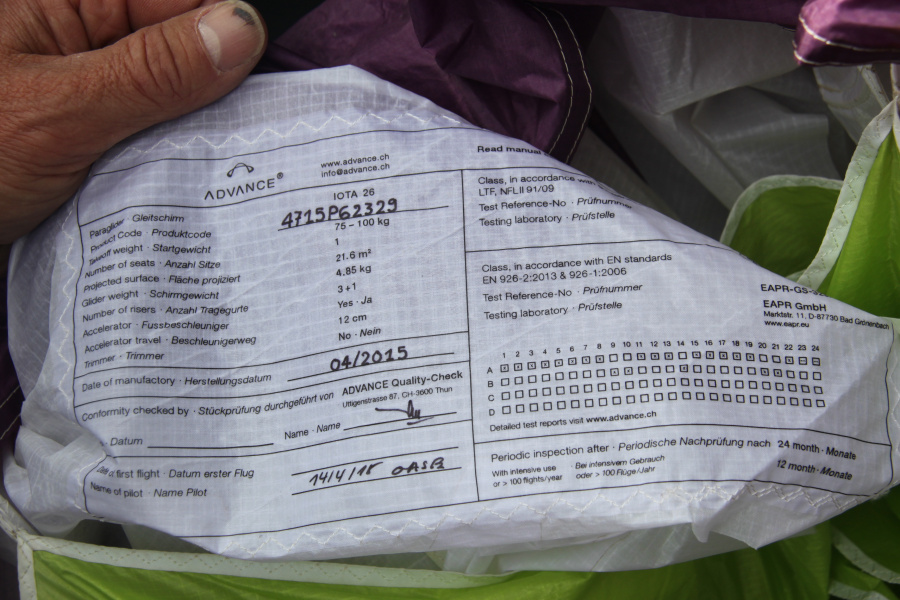 ADVANCE®
www.advance.ch
info@advance.ch
Read manual
Paraglider · Gleitschirm IOTA 26
Product Code · Produktcode 4715P62329
Takeoff weight · Startgewicht 75 – 100 kg
Number of seats · Anzahl Sitze 1
Projected surface · Fläche projiziert 21.6 m²
Glider weight · Schirmgewicht 4.85 kg
Number of risers · Anzahl Tragegurte 3+1
Accelerator · Fussbeschleuniger Yes · Ja
Accelerator travel · Beschleunigerweg 12 cm
Trimmer · Trimmer No · Nein
Date of manufactory · Herstellungsdatum 04/2015
Conformity checked by · Stückprüfung durchgeführt von ADVANCE Quality-Check
Uttigenstrasse 87, CH-3600 Thun
· Datum Name · Name
of first flight · Datum erster Flug 14/4/18
Name of pilot · Name Pilot
Class, in accordance with
LTF, NFLII 91/09
Test Reference-No · Prüfnummer
Testing laboratory · Prüfstelle
Class, in accordance with EN standards
EN 926-2:2013 & 926-1:2006
Test Reference-No · Prüfnummer EAPR-GS-
Testing laboratory · Prüfstelle EAPR GmbH
Marktstr. 11, D-87730 Bad Grönenbach
www.eapr.eu
1 2 3 4 5 6 7 8 9 10 11 12 13 14 15 16 17 18 19 20 21 22 23 24
A
B
C
D
Detailed test reports visit www.advance.ch
Periodic inspection after · Periodische Nachprüfung nach 24 month · Monate
With intensive use Bei intensivem Gebrauch 12 month · Monate
or > 100 flights/year oder > 100 Flüge/Jahr